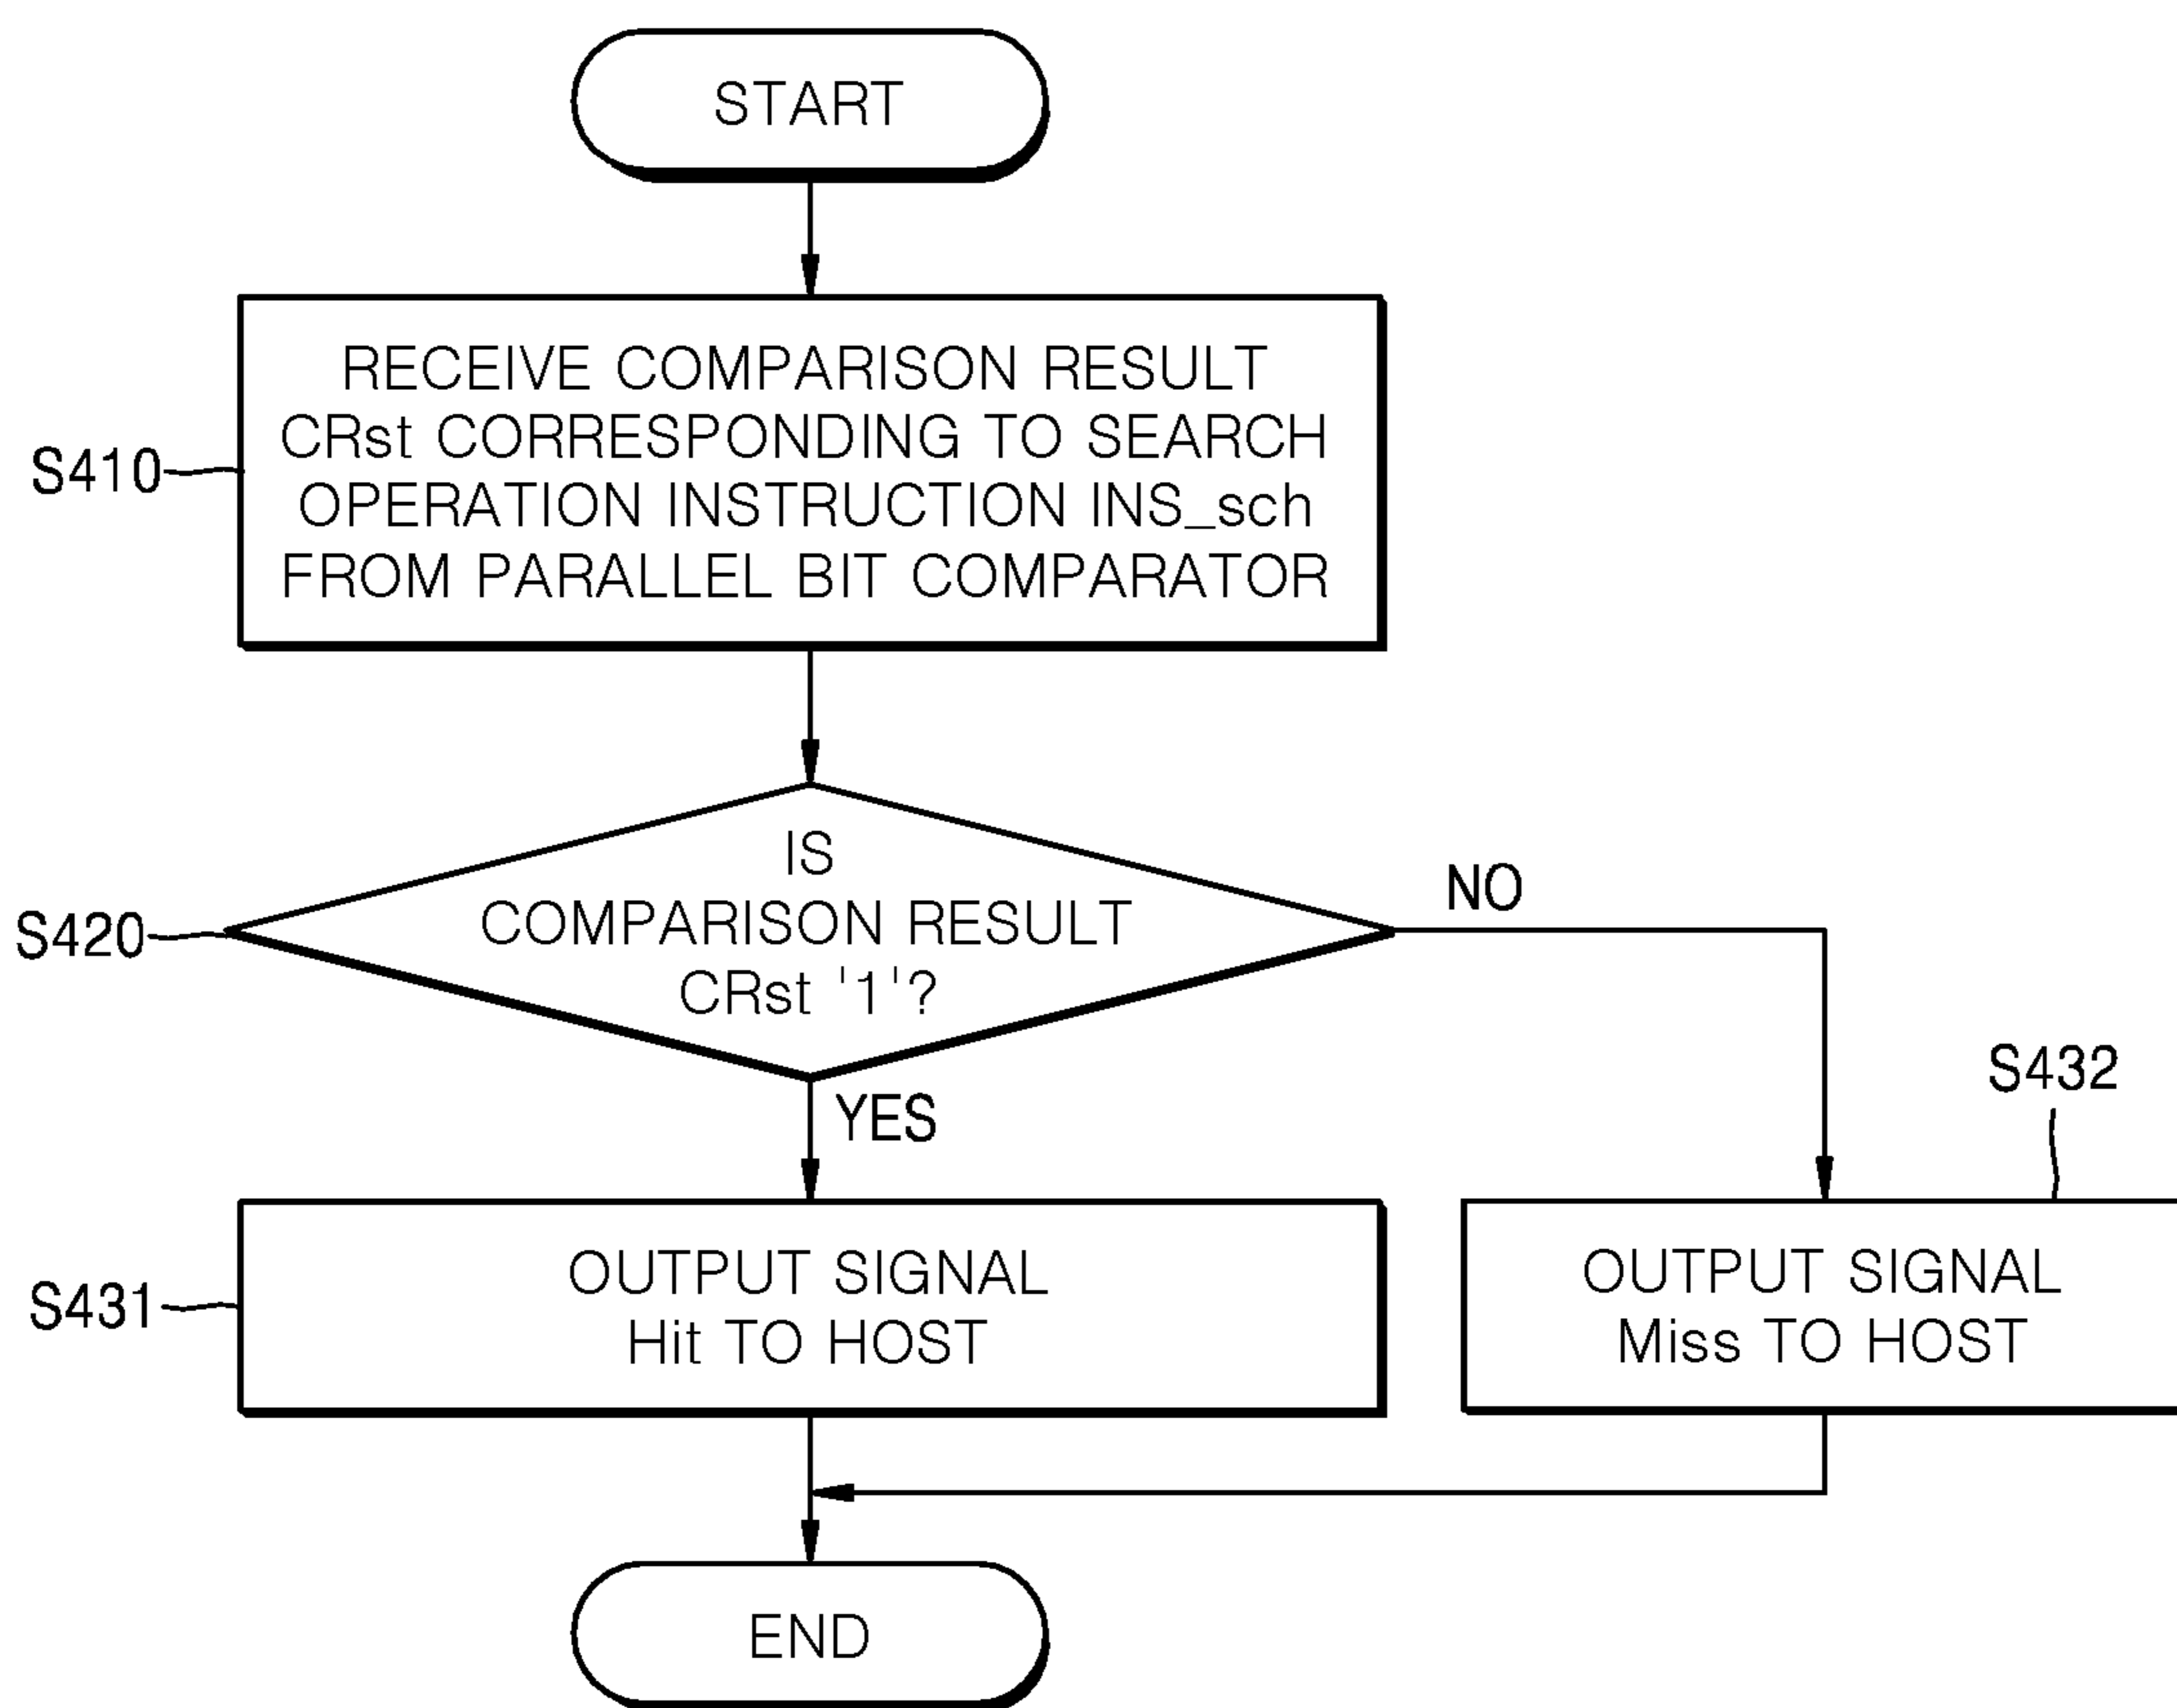 START
RECEIVE COMPARISON RESULT
CRst CORRESPONDING TO SEARCH
OPERATION INSTRUCTION INS_sch
FROM PARALLEL BIT COMPARATOR
S410
IS
COMPARISON RESULT
CRst '1'?
S420
NO
YES
S432
OUTPUT SIGNAL
Hit TO HOST
S431
OUTPUT SIGNAL
Miss TO HOST
END